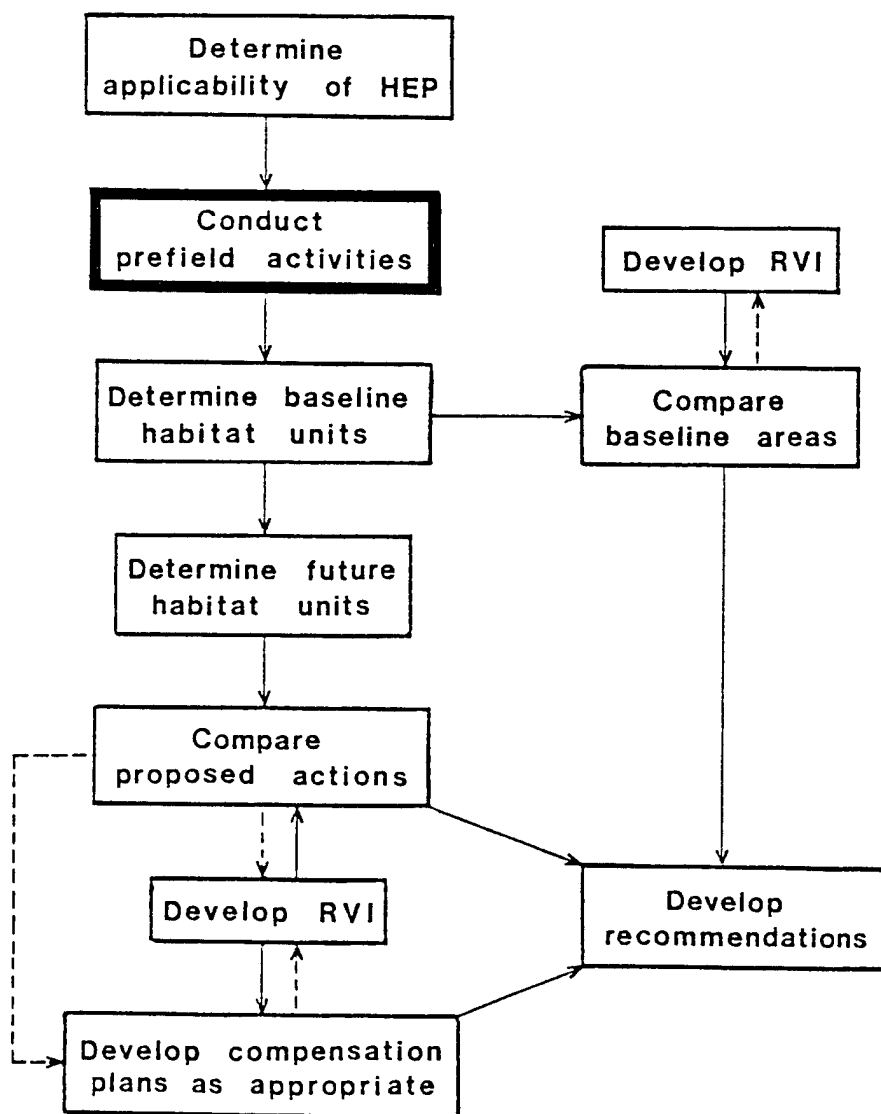 Determine
applicability of HEP
Conduct
prefield activities
Develop RVI
Determine baseline
habitat units
Compare
baseline areas
Determine future
habitat units
Compare
proposed actions
Develop RVI
Develop
recommendations
Develop compensation
plans as appropriate